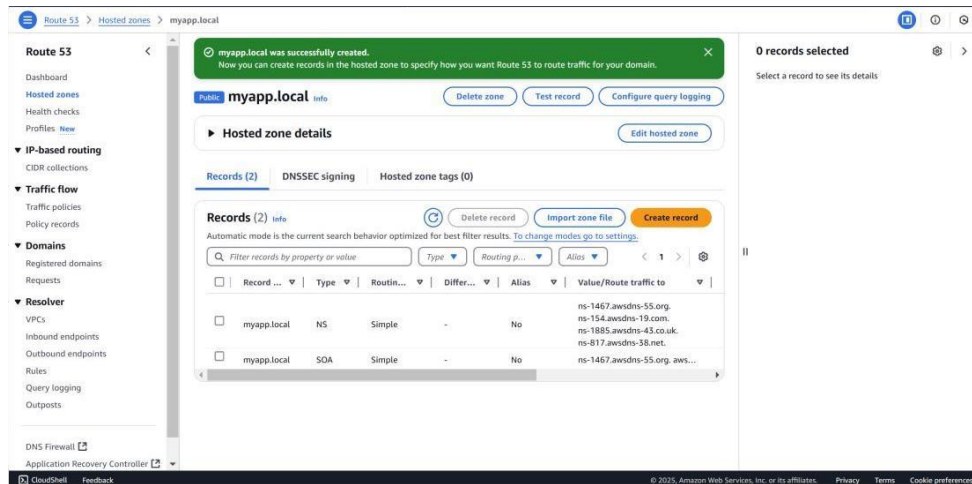 Route 53 > Hosted zones > myapp.local
Route 53
Dashboard
Hosted zones
Health checks
Profiles New
IP-based routing
CIDR collections
Traffic flow
Traffic policies
Policy records
Domains
Registered domains
Requests
Resolver
VPCs
Inbound endpoints
Outbound endpoints
Rules
Query logging
Outposts
DNS Firewall
Application Recovery Controller
myapp.local was successfully created.
Now you can create records in the hosted zone to specify how you want Route 53 to route traffic for your domain.
Public myapp.local Info
Delete zone Test record Configure query logging
Hosted zone details
Edit hosted zone
Records (2) DNSSEC signing Hosted zone tags (0)
Records (2) Info
Delete record Import zone file Create record
Automatic mode is the current search behavior optimized for best filter results. To change modes go to settings.
Filter records by property or value Type Routing p... Alias 1
Record ... Type Routin... Differ... Alias Value/Route traffic to
myapp.local NS Simple - No
ns-1467.awsdns-55.org.
ns-154.awsdns-19.com.
ns-1885.awsdns-43.co.uk.
ns-817.awsdns-38.net.
myapp.local SOA Simple - No ns-1467.awsdns-55.org. aws...
0 records selected
Select a record to see its details
CloudShell Feedback © 2025, Amazon Web Services, Inc. or its affiliates. Privacy Terms Cookie preferences